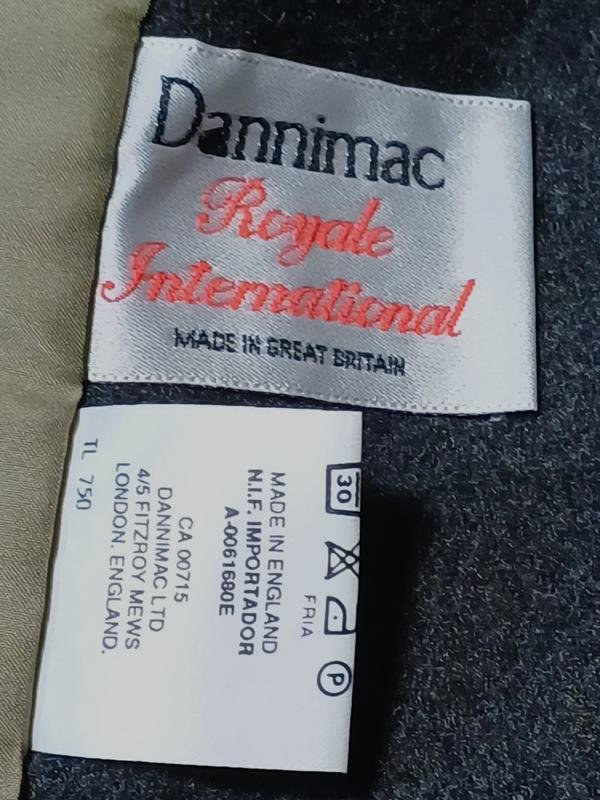 Dannimac
Royale
International
MADE IN GREAT BRITAIN
30
P
FRIA
MADE IN ENGLAND
N.I.F. IMPORTADOR
A-0061680E
CA 00715
DANNIMAC LTD
4/5 FITZROY MEWS
LONDON. ENGLAND.
TL 750